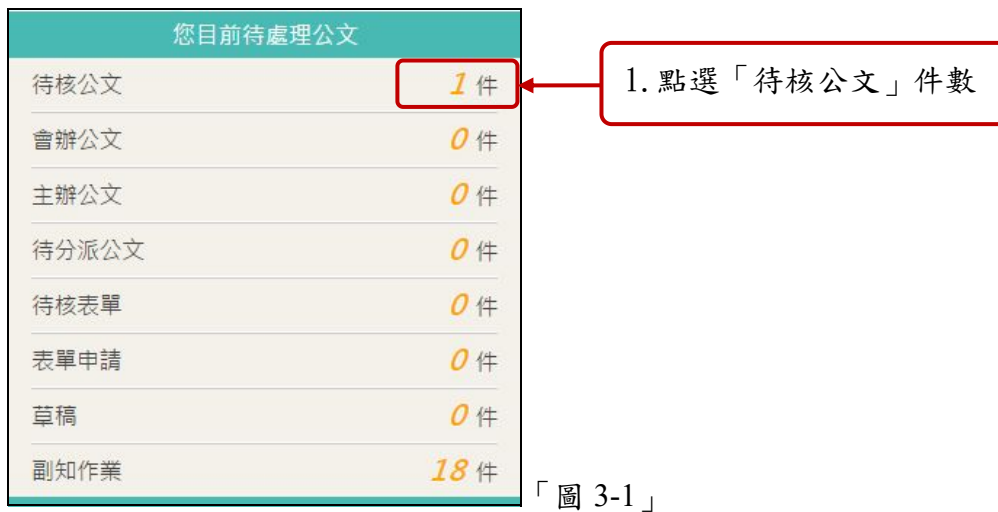 您目前待處理公文
待核公文 1 件
1. 點選「待核公文」件數
會辦公文 0 件
主辦公文 0 件
待分派公文 0 件
待核表單 0 件
表單申請 0 件
草稿 0 件
副知作業 18 件
「圖 3-1」